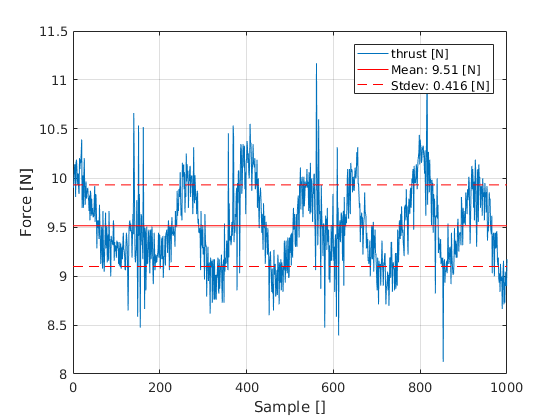 11.5
11
10.5
10
9.5
9
8.5
8
Force [N]
thrust [N]
Mean: 9.51 [N]
Stdev: 0.416 [N]
0 200 400 600 800 1000
Sample []